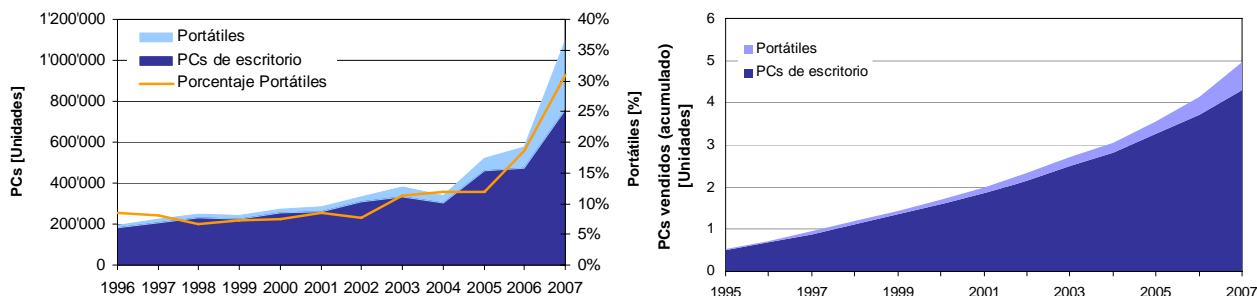 1'200'000
1'000'000
800'000
600'000
400'000
200'000
0
PCs [Unidades]
Portátiles
PCs de escritorio
Porcentaje Portátiles
40%
35%
30%
25%
20%
15%
10%
5%
0%
Portátiles [%]
1996 1997 1998 1999 2000 2001 2002 2003 2004 2005 2006 2007
6
5
4
3
2
1
0
PCs vendidos (acumulado)
[Unidades]
Portátiles
PCs de escritorio
1995 1997 1999 2001 2003 2005 2007